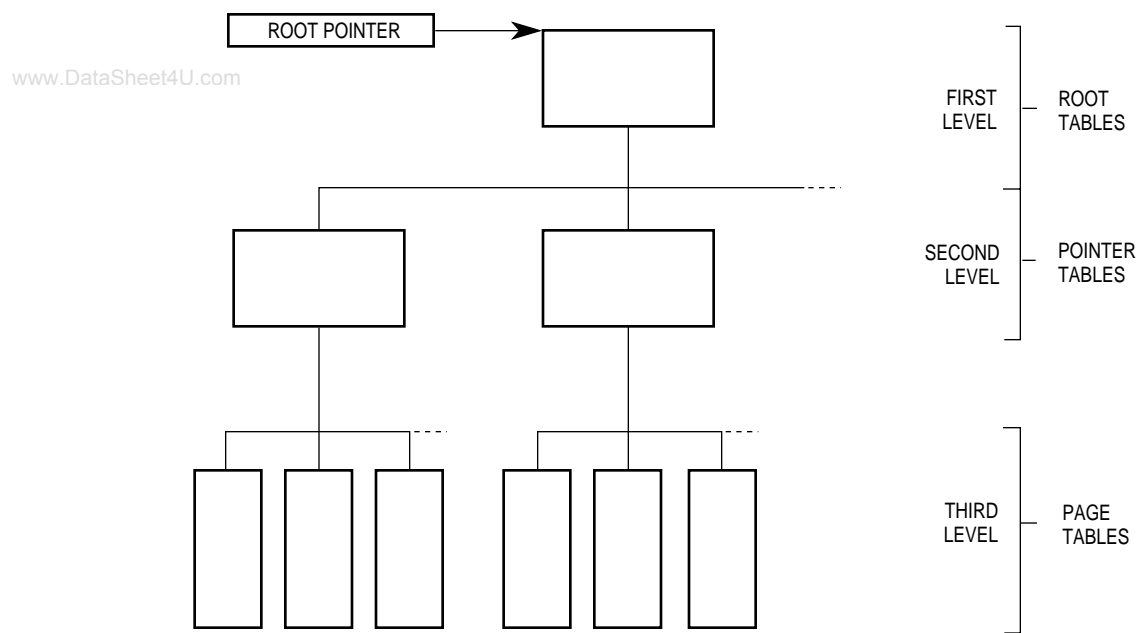 ROOT POINTER
www.DataSheet4U.com
FIRST
LEVEL
ROOT
TABLES
SECOND
LEVEL
POINTER
TABLES
THIRD
LEVEL
PAGE
TABLES